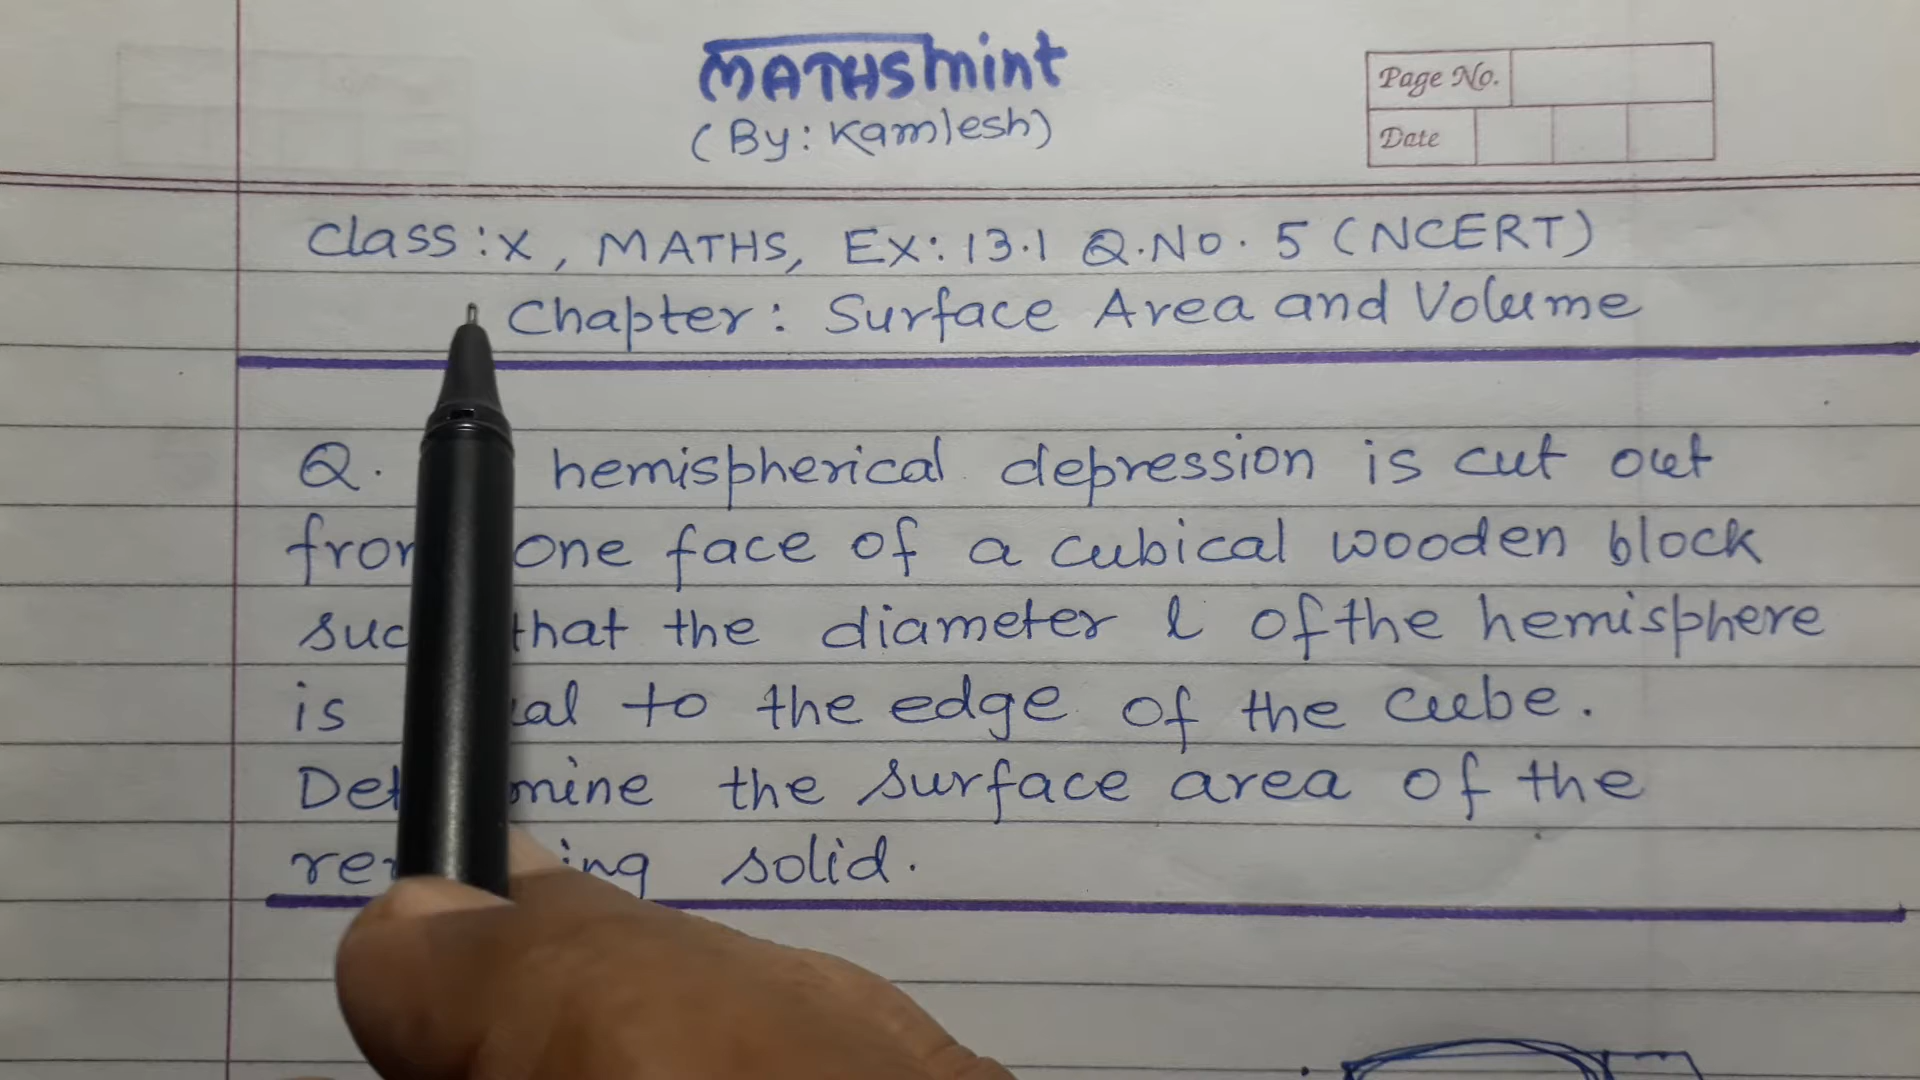 MATHSmint
(By: Kamlesh)
Page No.
Date
Class: X, MATHS, Ex: 13.1 Q.No. 5 (NCERT)
Chapter: Surface Area and Volume
Q. hemispherical depression is cut out
one face of a cubical wooden block
that the diameter l of the hemisphere
is to the edge of the cube.
the surface area of the
solid.